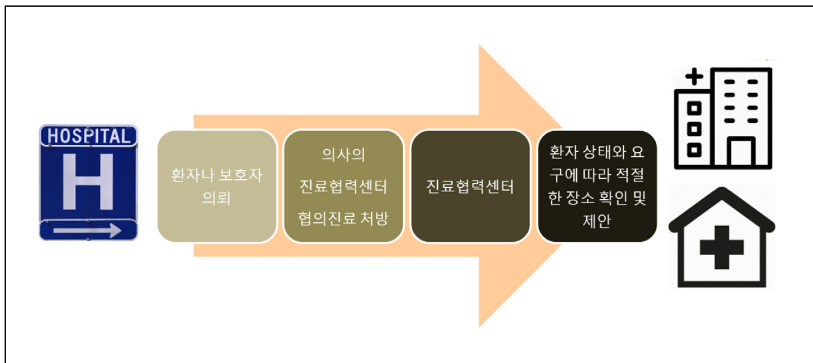 HOSPITAL
H
환자나 보호자
의뢰
의사의
진료협력센터
협의진료 처방
진료협력센터
환자 상태와 요
구에 따라 적절
한 장소 확인 및
제안